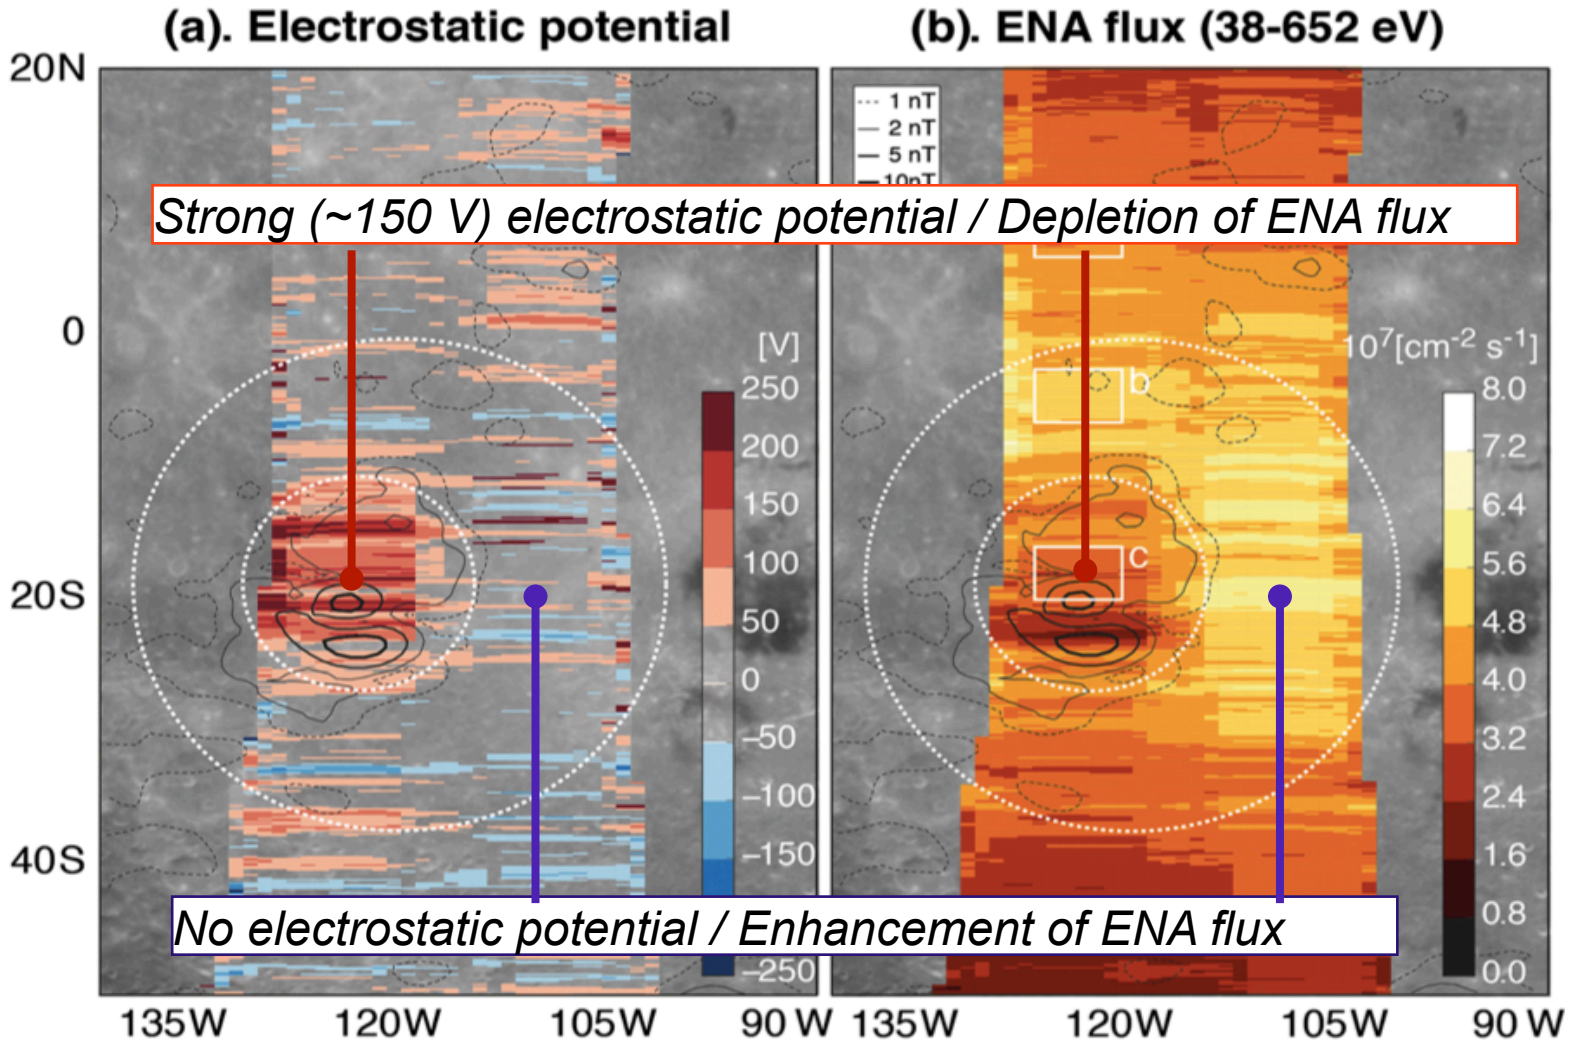 (a). Electrostatic potential
(b). ENA flux (38-652 eV)
20N
1 nT
2 nT
5 nT
10nT
Strong (~150 V) electrostatic potential / Depletion of ENA flux
0
[V]
250
200
150
100
50
0
−50
−100
−150
−250
b
c
10⁷[cm⁻² s⁻¹]
8.0
7.2
6.4
5.6
4.8
4.0
3.2
2.4
1.6
0.8
0.0
20S
40S
No electrostatic potential / Enhancement of ENA flux
135W 120W 105W 90 W
135W 120W 105W 90 W